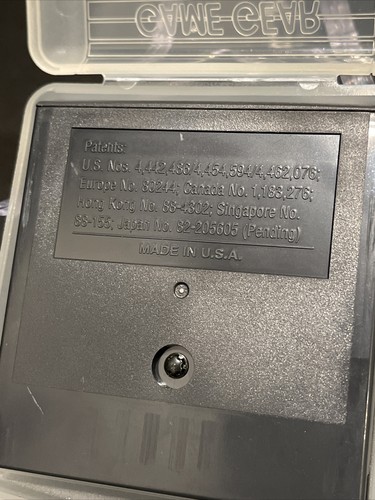 GAME GEAR
Patents:
U.S. Nos. 4,442,486/4,454,594/4,462,076;
Europe No. 80244; Canada No. 1,183,276;
Hong Kong No. 88-4302; Singapore No.
88-155; Japan No. 82-205605 (Pending)
MADE IN U.S.A.